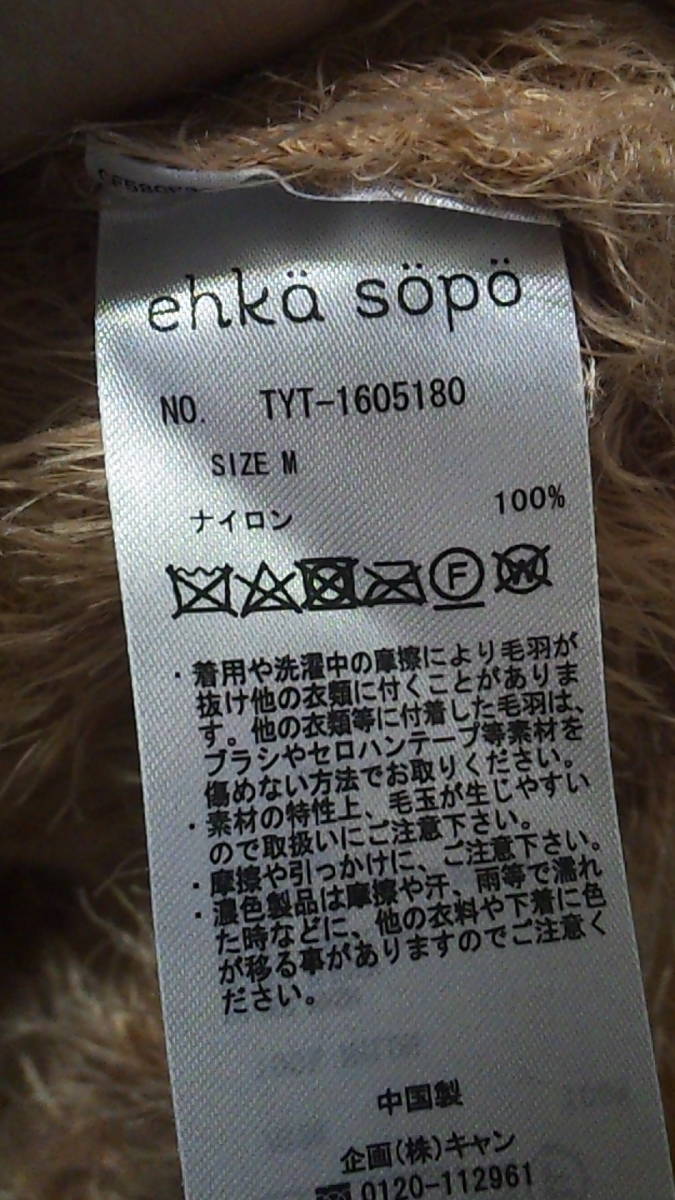 ehkä söpö
NO. TYT-1605180
SIZE M
ナイロン 100%
F
W
・着用や洗濯中の摩擦により毛羽が
抜け他の衣類に付くことがありま
す。他の衣類等に付着した毛羽は、
ブラシやセロハンテープ等素材を
傷めない方法でお取りください。
・素材の特性上、毛玉が生じやすい
ので取扱いにご注意下さい。
・摩擦や引っかけに、ご注意下さい。
・濃色製品は摩擦や汗、雨等で濡れ
た時などに、他の衣料や下着に色
が移る事がありますのでご注意く
ださい。
中国製
企画(株)キャン
0120-112961